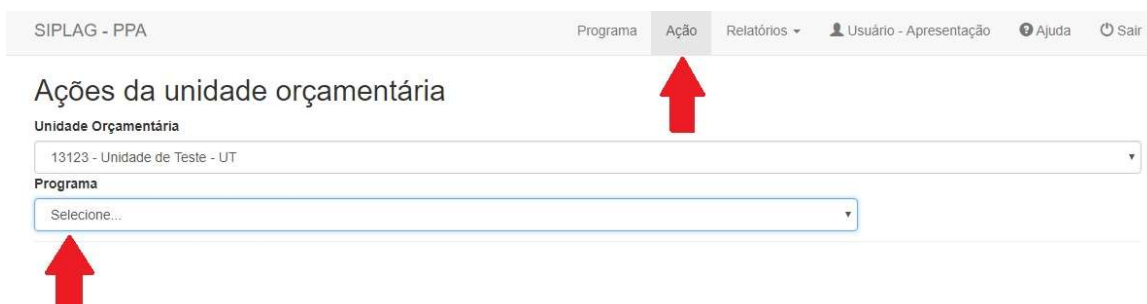 SIPLAG - PPA Programa Ação Relatórios Usuário - Apresentação Ajuda Sair
Ações da unidade orçamentária
Unidade Orçamentária
13123 - Unidade de Teste - UT
Programa
Selecione...